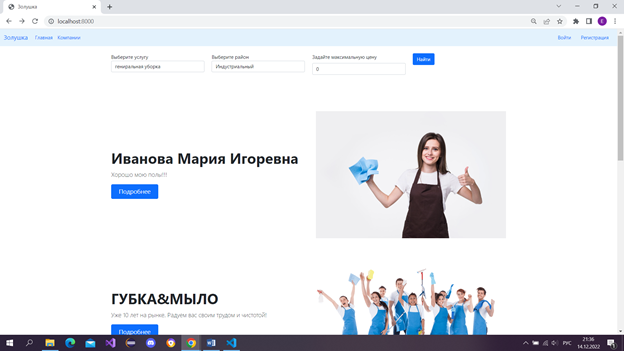 Золушка
localhost:8000
Золушка Главная Компании Войти Регистрация
Выберите услугу Выберите район Задайте максимальную цену
генеральная уборка Индустриальный 0 Найти
Иванова Мария Игоревна
Хорошо мою полы!!!
Подробнее
ГУБКА&МЫЛО
Уже 10 лет на рынке. Радуем вас своим трудом и чистотой!
Подробнее
РУС
21:36
14.12.2022